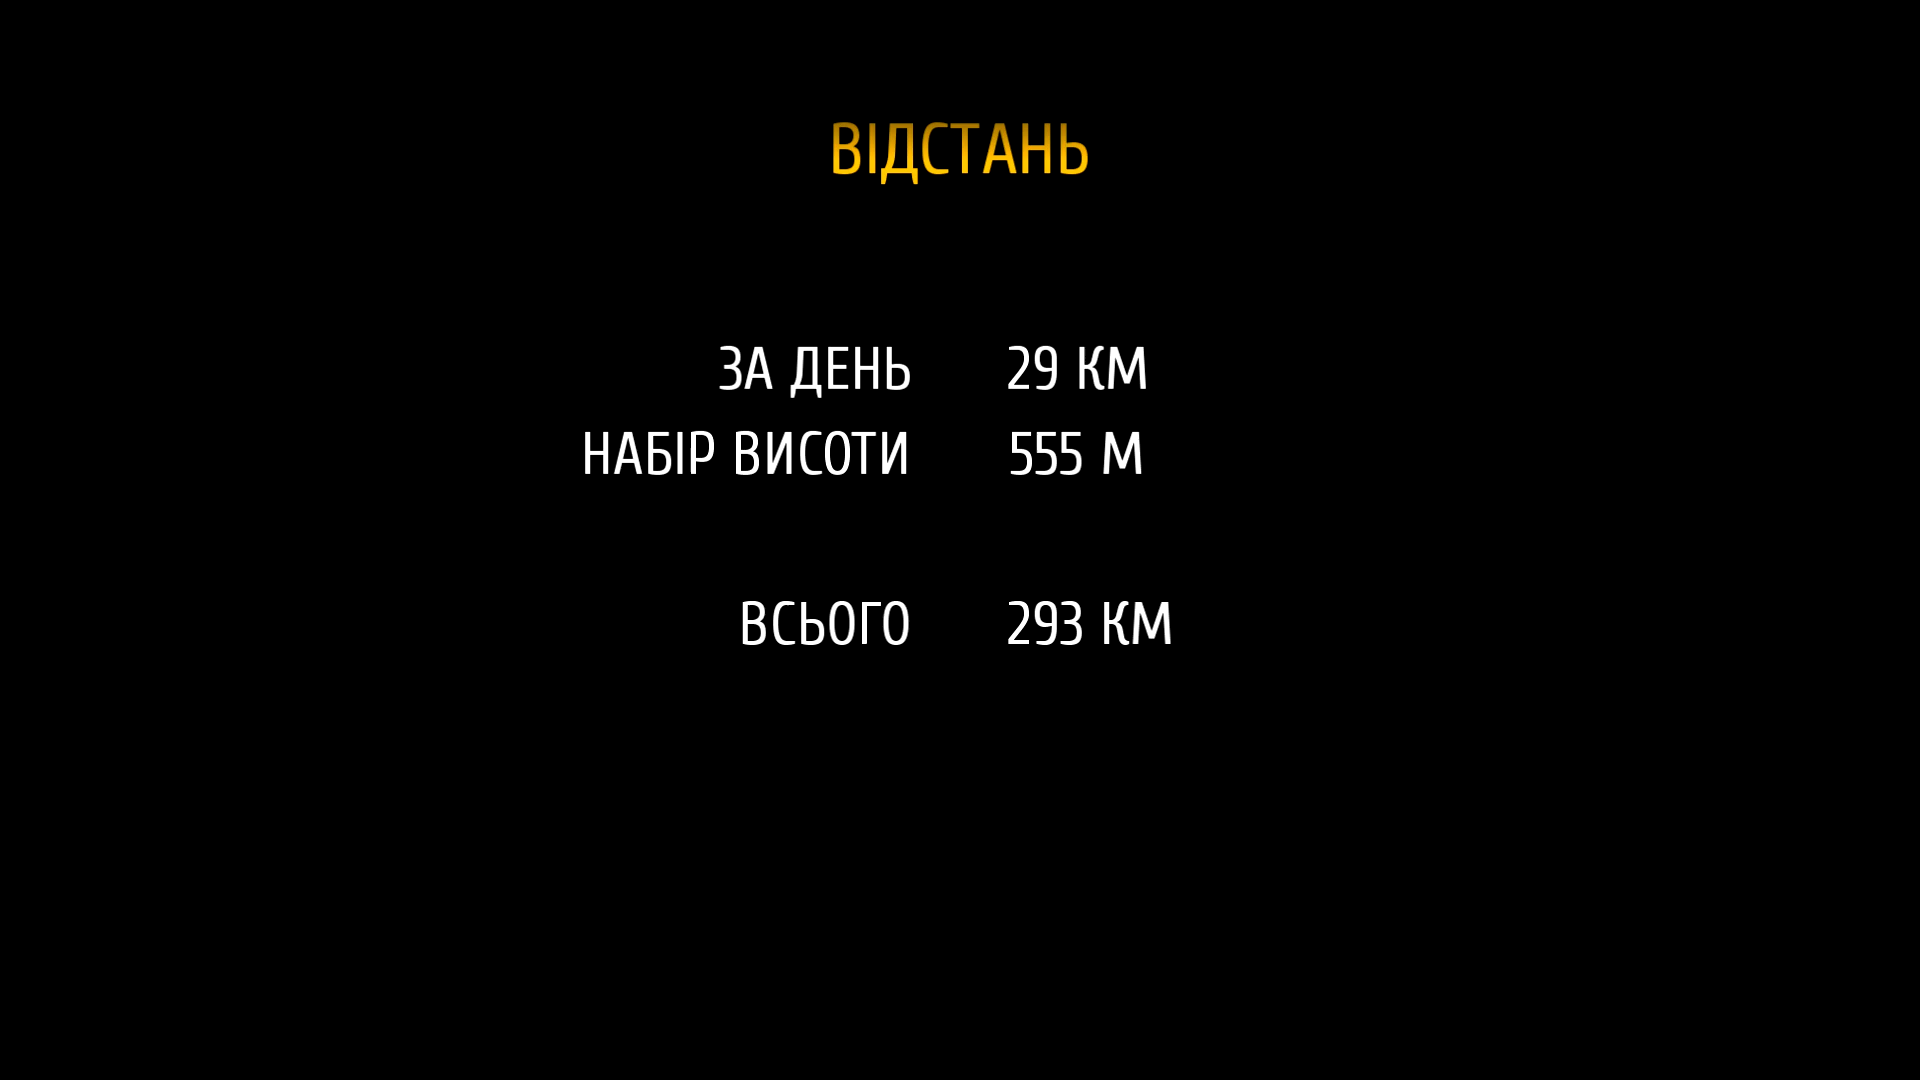 ВІДСТАНЬ
ЗА ДЕНЬ 29 КМ
НАБІР ВИСОТИ 555 М
ВСЬОГО 293 КМ